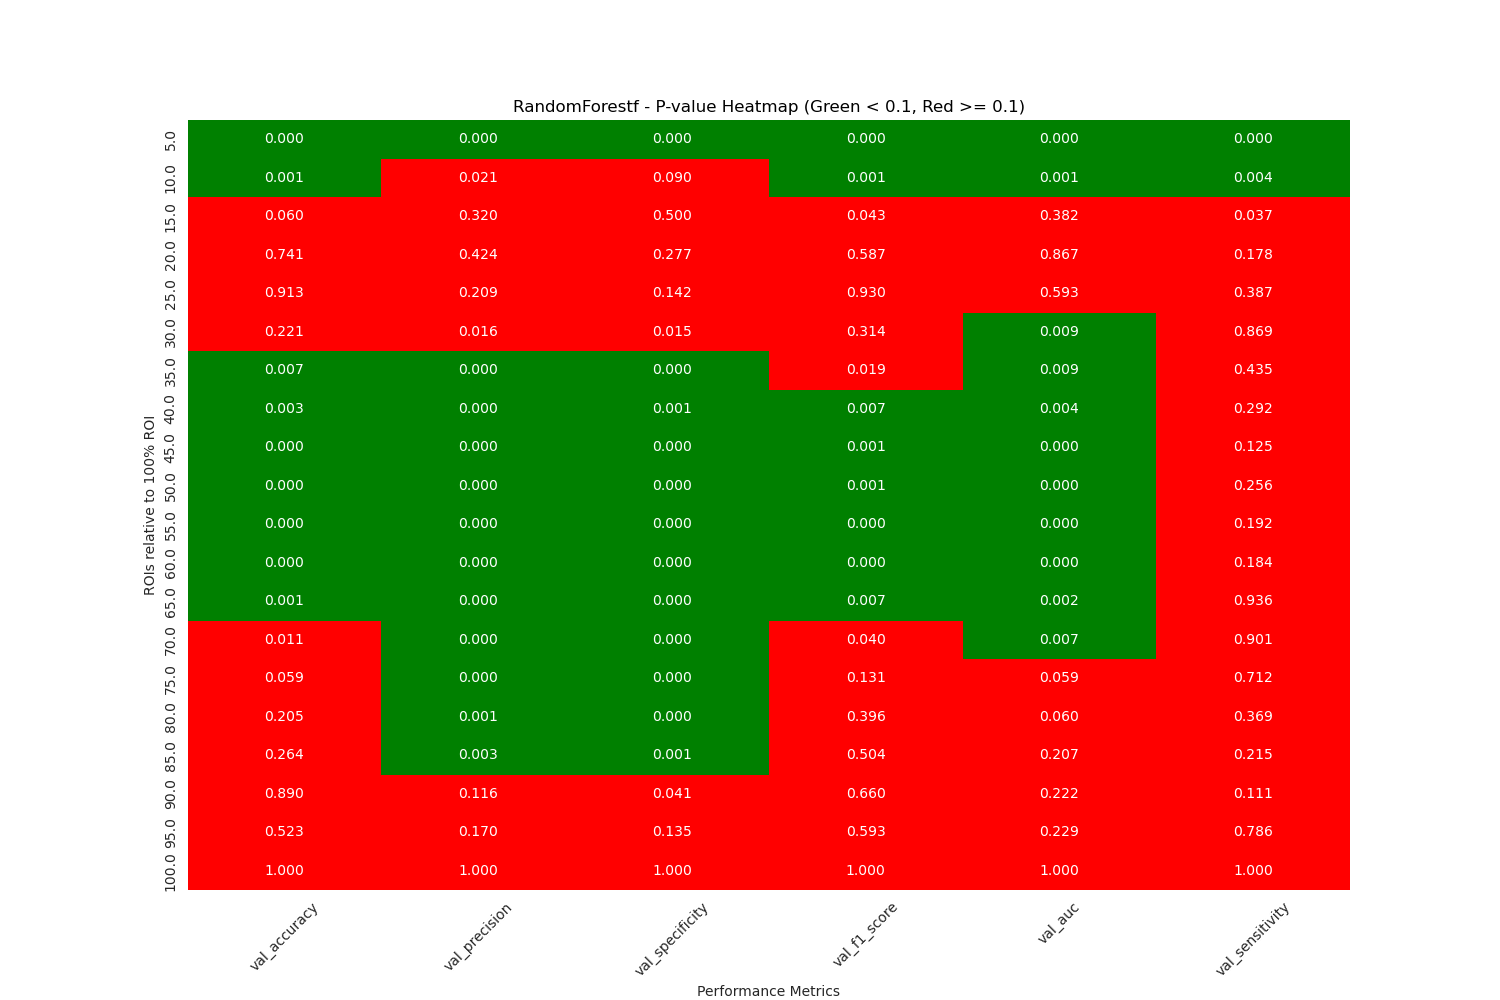 RandomForestf - P-value Heatmap (Green < 0.1, Red >= 0.1)
5.0 0.000 0.000 0.000 0.000 0.000 0.000
10.0 0.001 0.021 0.090 0.001 0.001 0.004
15.0 0.060 0.320 0.500 0.043 0.382 0.037
20.0 0.741 0.424 0.277 0.587 0.867 0.178
25.0 0.913 0.209 0.142 0.930 0.593 0.387
30.0 0.221 0.016 0.015 0.314 0.009 0.869
35.0 0.007 0.000 0.000 0.019 0.009 0.435
40.0 0.003 0.000 0.001 0.007 0.004 0.292
45.0 0.000 0.000 0.000 0.001 0.000 0.125
50.0 0.000 0.000 0.000 0.001 0.000 0.256
55.0 0.000 0.000 0.000 0.000 0.000 0.192
60.0 0.000 0.000 0.000 0.000 0.000 0.184
65.0 0.001 0.000 0.000 0.007 0.002 0.936
70.0 0.011 0.000 0.000 0.040 0.007 0.901
75.0 0.059 0.000 0.000 0.131 0.059 0.712
80.0 0.205 0.001 0.000 0.396 0.060 0.369
85.0 0.264 0.003 0.001 0.504 0.207 0.215
90.0 0.890 0.116 0.041 0.660 0.222 0.111
95.0 0.523 0.170 0.135 0.593 0.229 0.786
100.0 1.000 1.000 1.000 1.000 1.000 1.000
ROIs relative to 100% ROI
val_accuracy val_precision val_specificity val_f1_score val_auc val_sensitivity
Performance Metrics